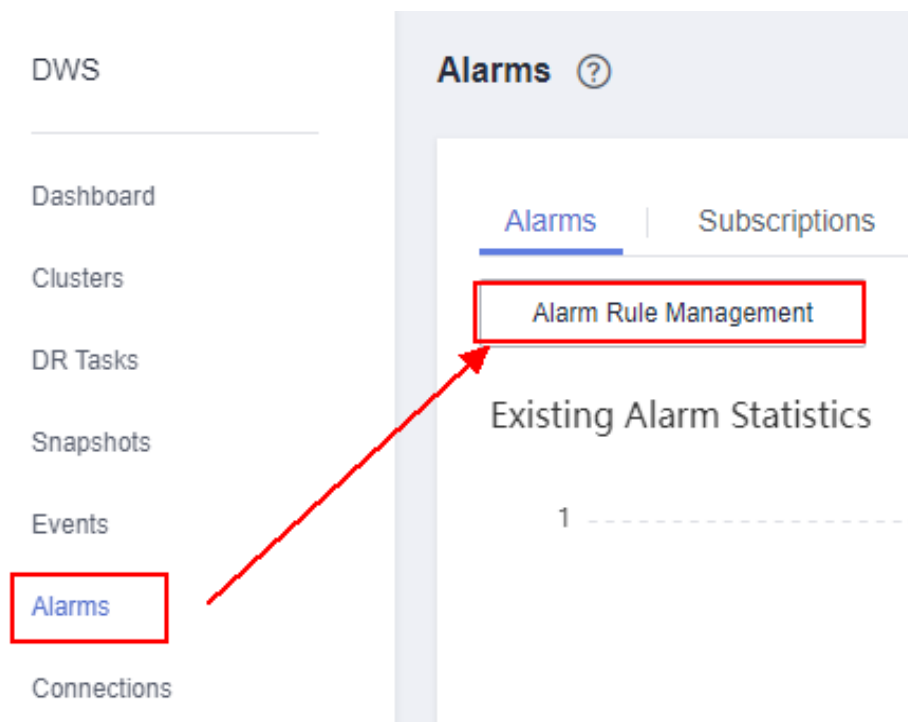 DWS
Dashboard
Clusters
DR Tasks
Snapshots
Events
Alarms
Connections
Alarms ?
Alarms Subscriptions
Alarm Rule Management
Existing Alarm Statistics
1